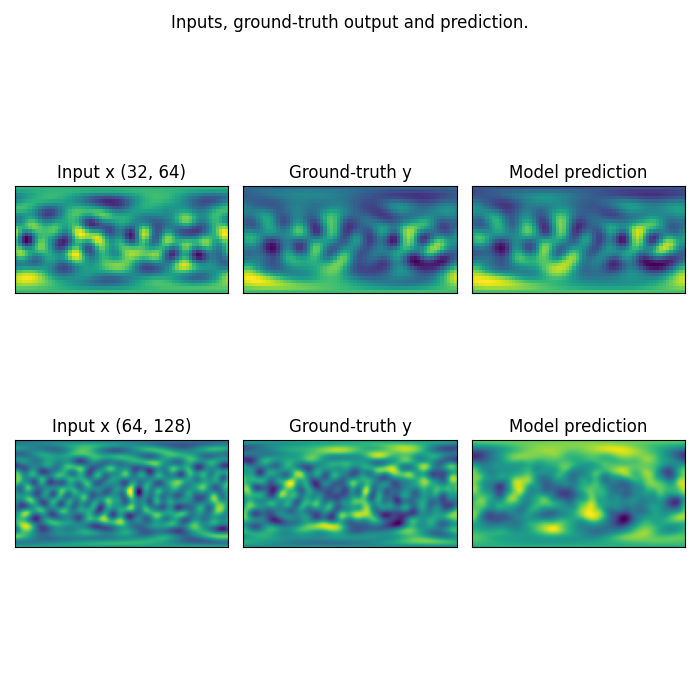 Inputs, ground-truth output and prediction.
Input x (32, 64)
Ground-truth y
Model prediction
Input x (64, 128)
Ground-truth y
Model prediction